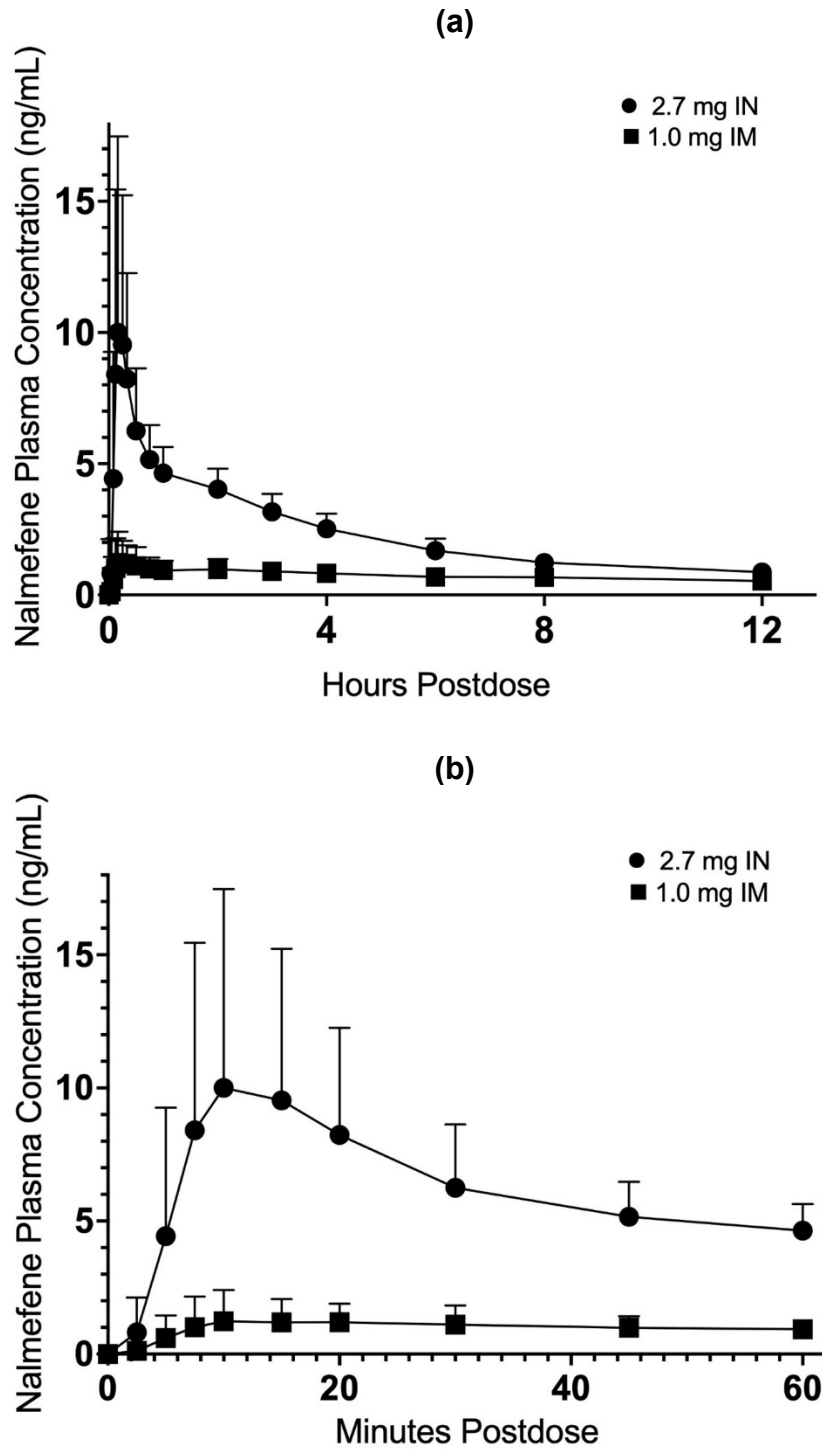 (a)
Nalmefene Plasma Concentration (ng/mL)
2.7 mg IN
1.0 mg IM
15
10
5
0
0 4 8 12
Hours Postdose
(b)
Nalmefene Plasma Concentration (ng/mL)
2.7 mg IN
1.0 mg IM
15
10
5
0
0 20 40 60
Minutes Postdose